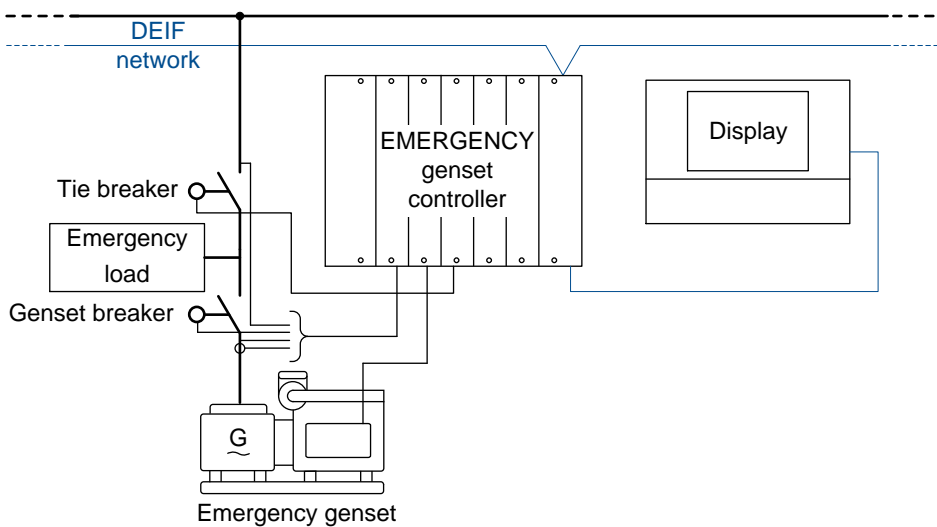 DEIF
network
EMERGENCY
genset
controller
Display
Tie breaker
Emergency
load
Genset breaker
G
Emergency genset